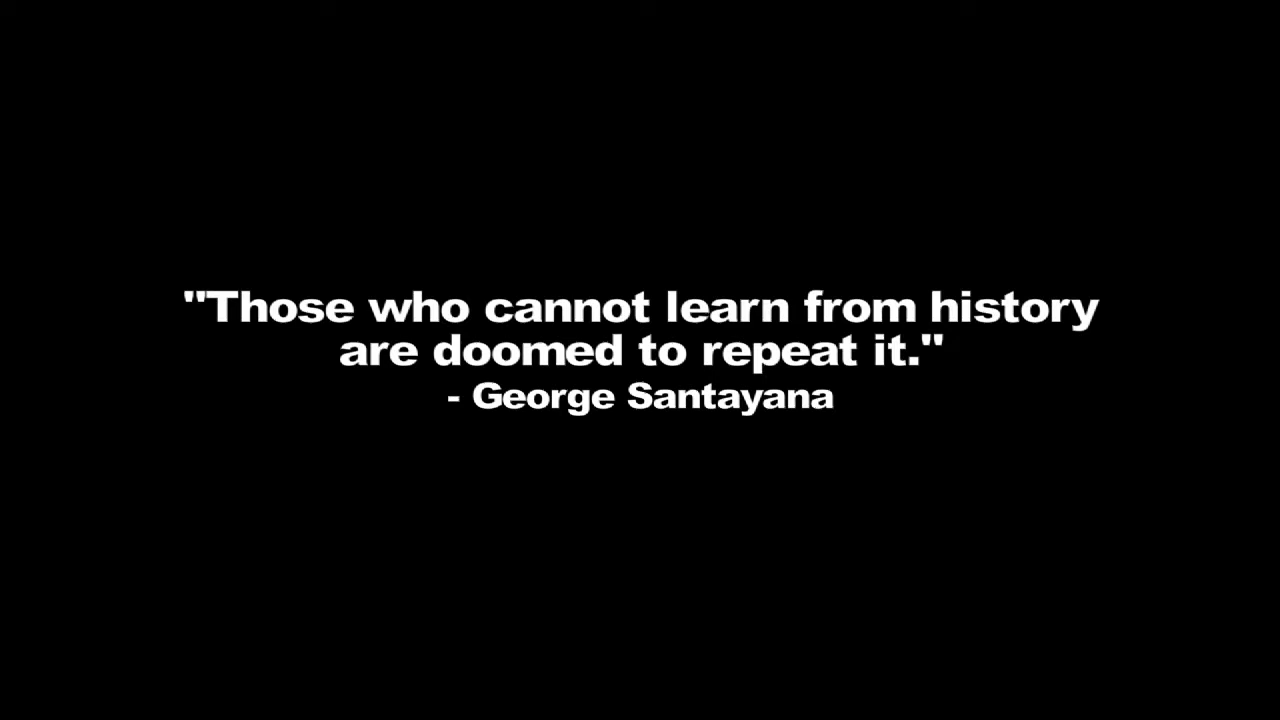 "Those who cannot learn from history
are doomed to repeat it."
- George Santayana